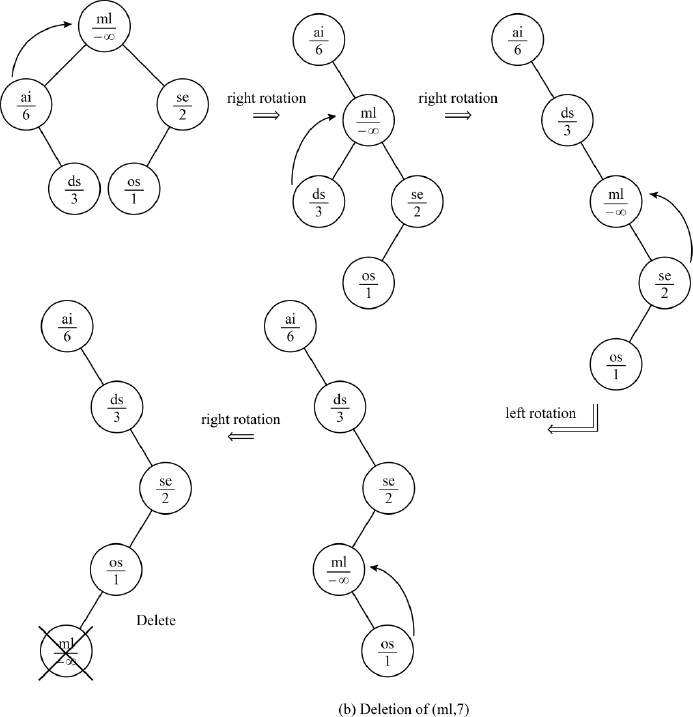 ml
−∞
ai
6
se
2
ds
3
os
1
right rotation
⇒
ai
6
ml
−∞
ds
3
se
2
os
1
right rotation
⇒
ai
6
ds
3
ml
−∞
se
2
os
1
left rotation
ai
6
ds
3
se
2
ml
−∞
os
1
right rotation
⇐
ai
6
ds
3
se
2
os
1
ml
−∞
Delete
(b) Deletion of (ml,7)